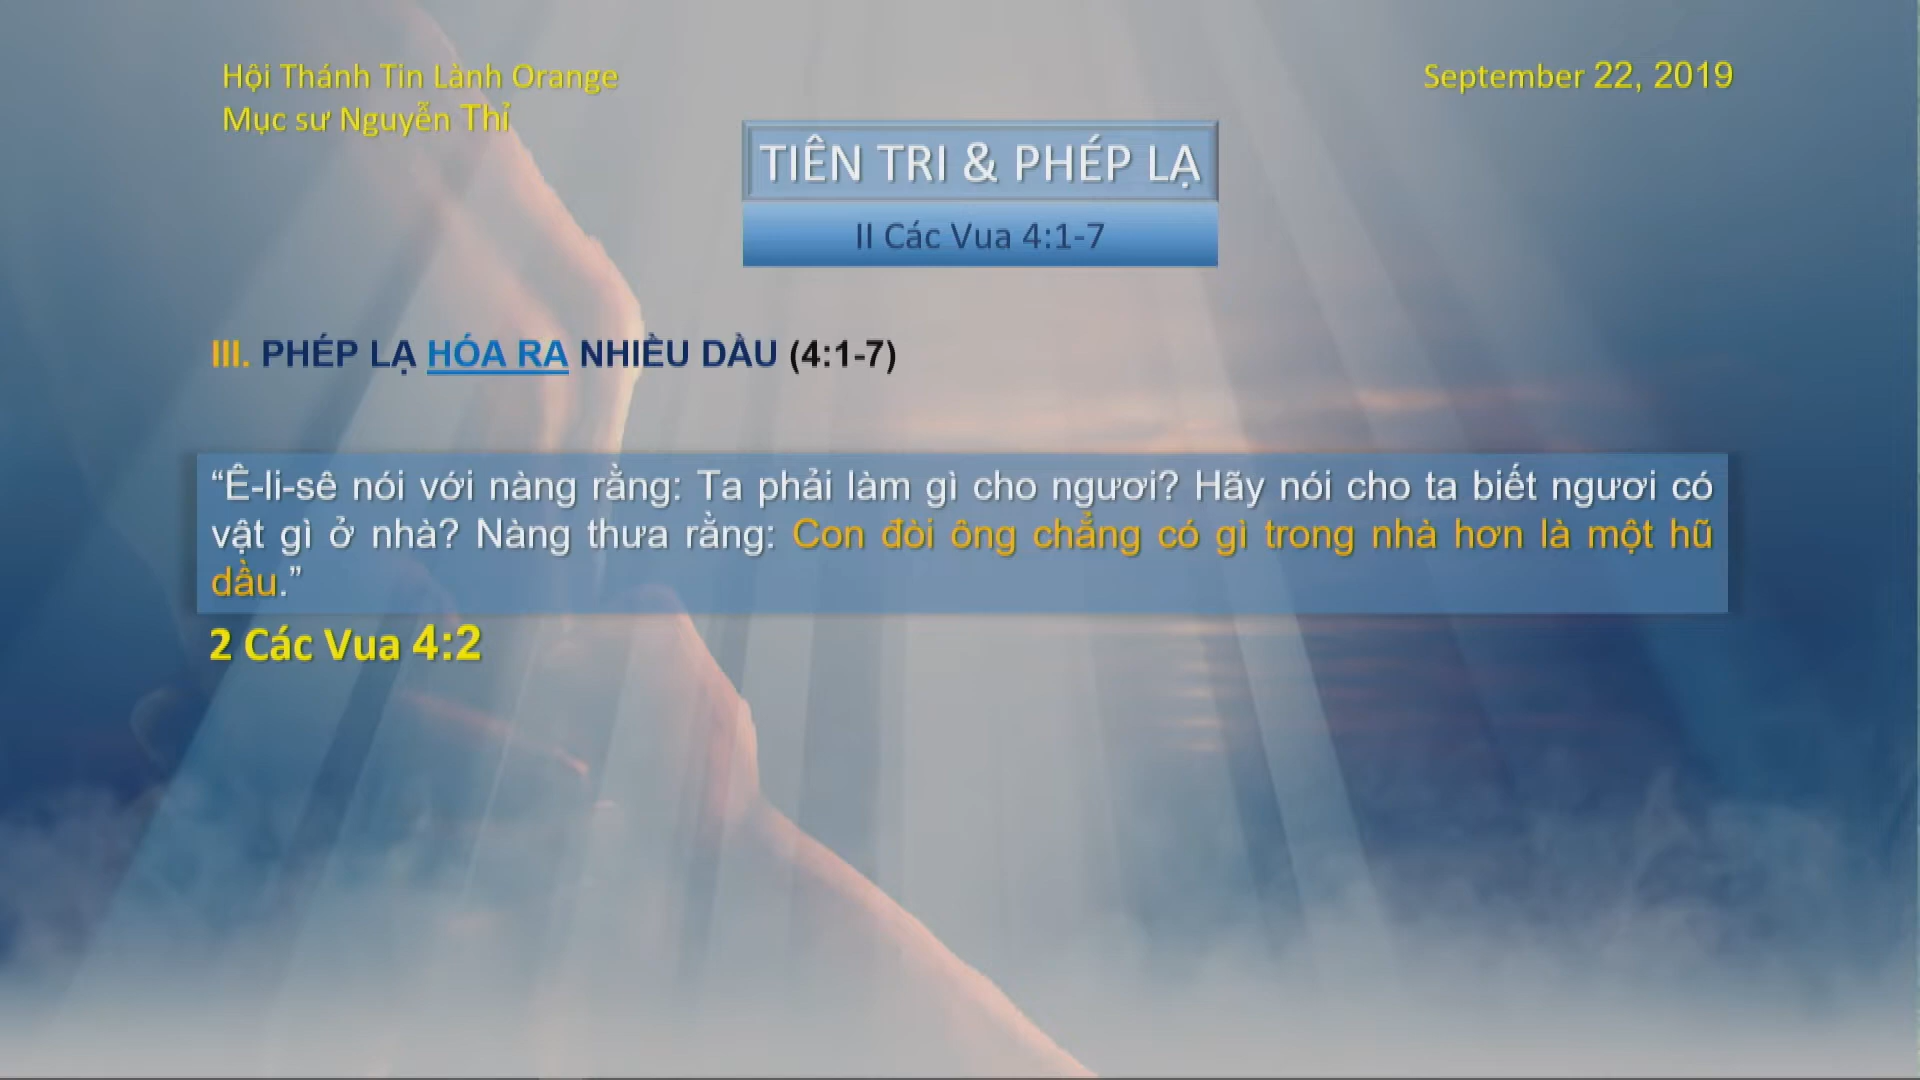 Hội Thánh Tin Lành Orange
Mục sư Nguyễn Thỉ
September 22, 2019
TIÊN TRI & PHÉP LẠ
II Các Vua 4:1-7
III. PHÉP LẠ HÓA RA NHIỀU DẦU (4:1-7)
“Ê-li-sê nói với nàng rằng: Ta phải làm gì cho ngươi? Hãy nói cho ta biết ngươi có
vật gì ở nhà? Nàng thưa rằng: Con đòi ông chẳng có gì trong nhà hơn là một hũ
dầu.”
2 Các Vua 4:2